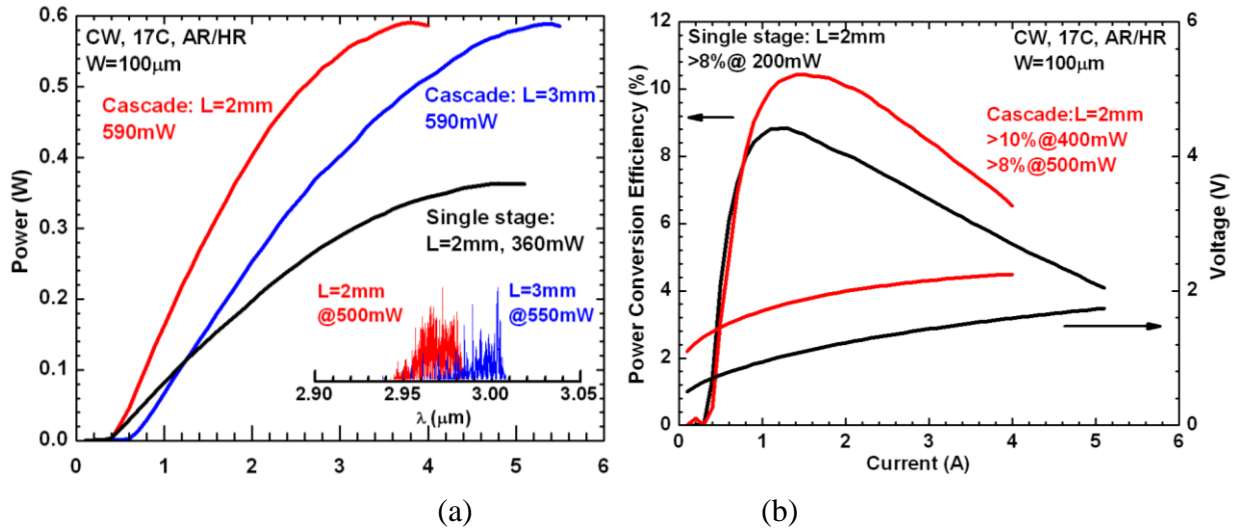 CW, 17C, AR/HR
W=100μm
Cascade: L=2mm
590mW
Cascade: L=3mm
590mW
Single stage:
L=2mm, 360mW
L=2mm
@500mW
L=3mm
@550mW
2.90 2.95 3.00 3.05
λ (μm)
Power (W)
0.6
0.5
0.4
0.3
0.2
0.1
0.0
0 1 2 3 4 5 6
(a)
Single stage: L=2mm
>8%@ 200mW
CW, 17C, AR/HR
W=100μm
Cascade:L=2mm
>10%@400mW
>8%@500mW
Power Conversion Efficiency (%)
12
10
8
6
4
2
0
Voltage (V)
6
4
2
0
0 1 2 3 4 5 6
Current (A)
(b)